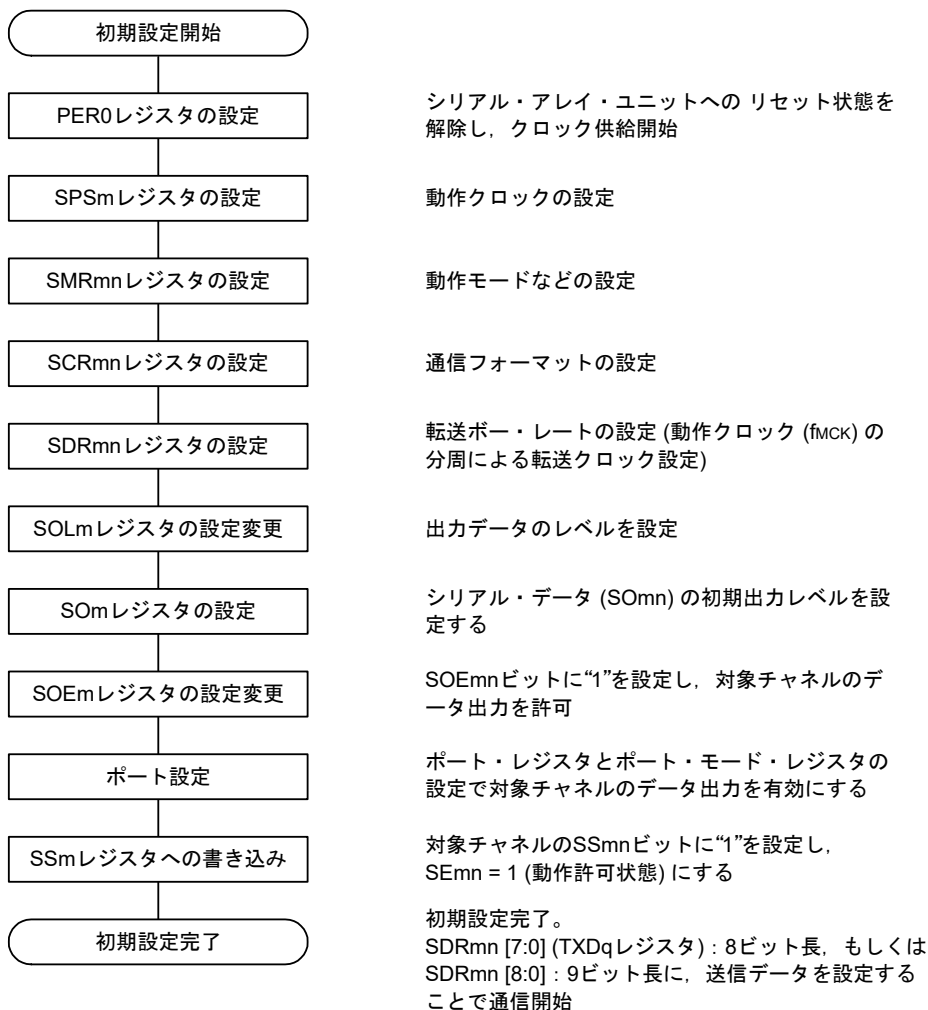 初期設定開始
PER0レジスタの設定
シリアル・アレイ・ユニットへの リセット状態を
解除し，クロック供給開始
SPSmレジスタの設定
動作クロックの設定
SMRmnレジスタの設定
動作モードなどの設定
SCRmnレジスタの設定
通信フォーマットの設定
SDRmnレジスタの設定
転送ボー・レートの設定 (動作クロック (fMCK) の
分周による転送クロック設定)
SOLmレジスタの設定変更
出力データのレベルを設定
SOmレジスタの設定
シリアル・データ (SOmn) の初期出力レベルを設
定する
SOEmレジスタの設定変更
SOEmnビットに“1”を設定し，対象チャネルのデ
ータ出力を許可
ポート設定
ポート・レジスタとポート・モード・レジスタの
設定で対象チャネルのデータ出力を有効にする
SSmレジスタへの書き込み
対象チャネルのSSmnビットに“1”を設定し，
SEmn = 1 (動作許可状態) にする
初期設定完了
初期設定完了。
SDRmn [7:0] (TXDqレジスタ) : 8ビット長，もしくは
SDRmn [8:0] : 9ビット長に，送信データを設定する
ことで通信開始